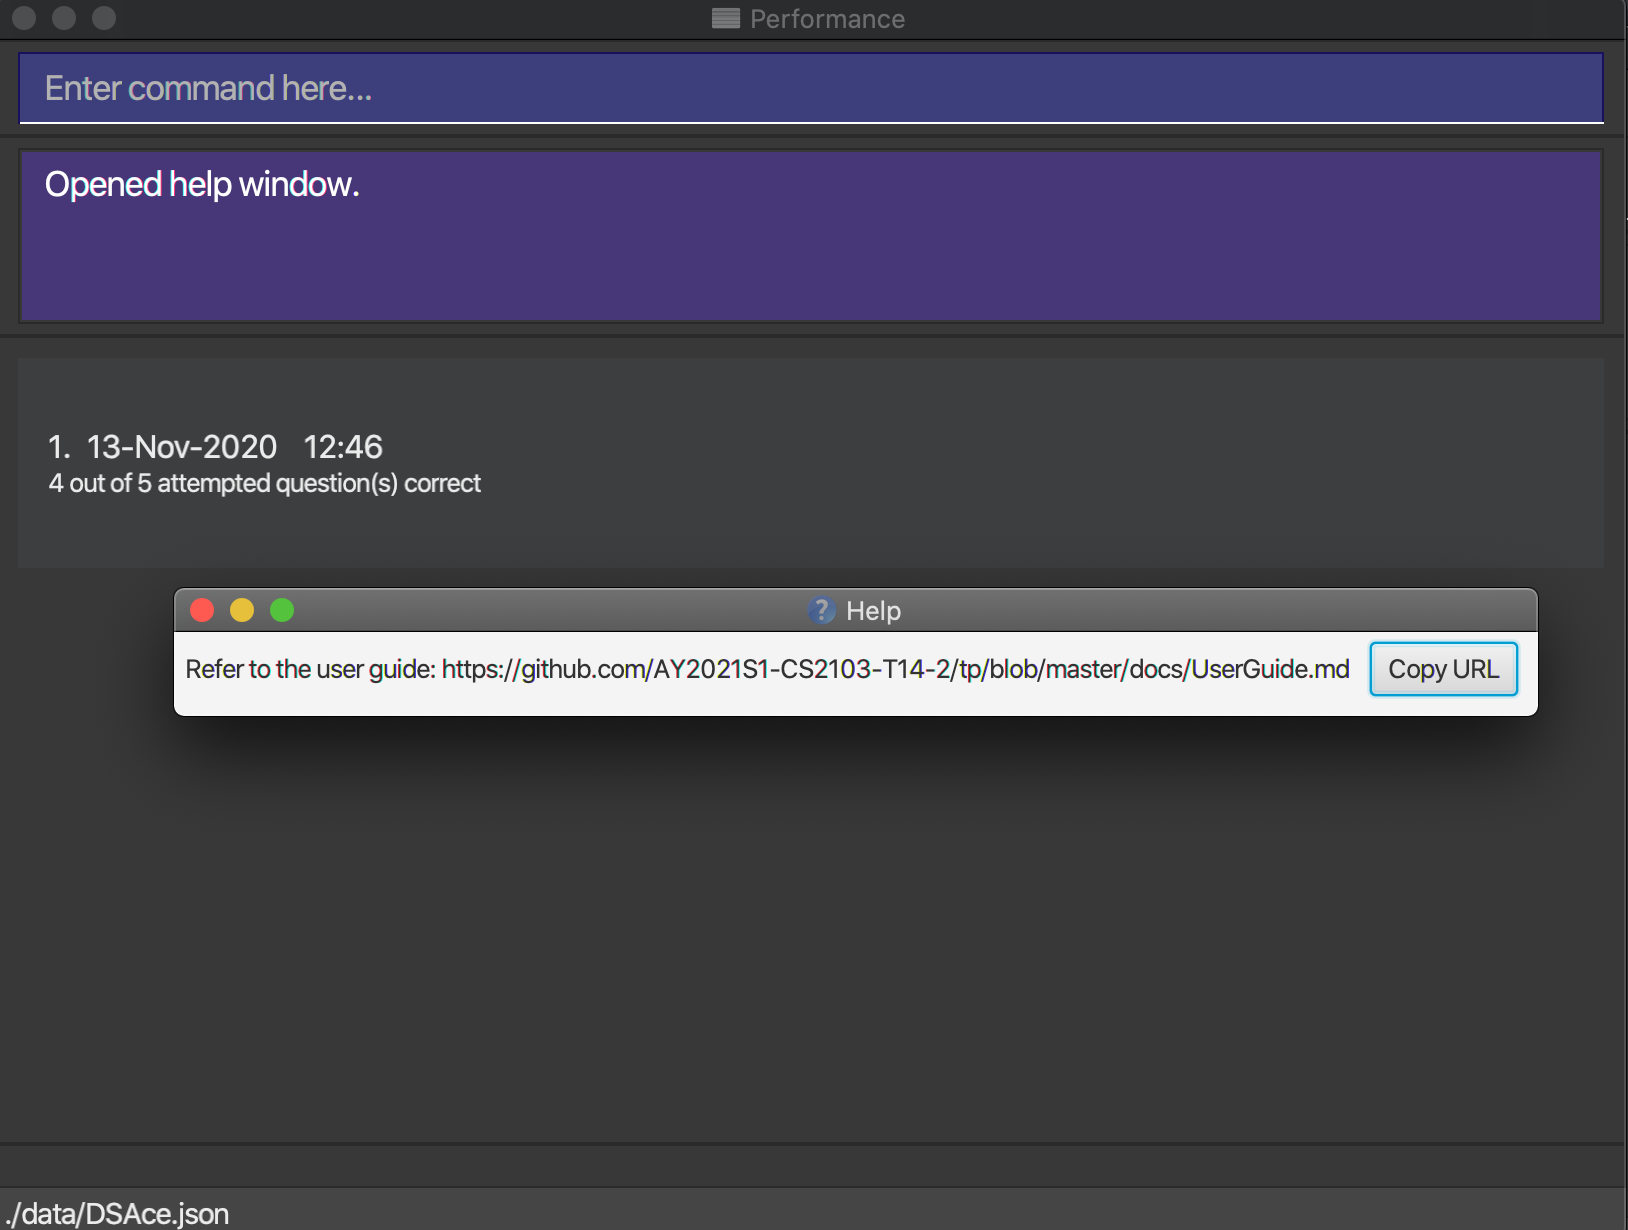 Performance
Enter command here...
Opened help window.
1. 13-Nov-2020 12:46
4 out of 5 attempted question(s) correct
Help
Refer to the user guide: https://github.com/AY2021S1-CS2103-T14-2/tp/blob/master/docs/UserGuide.md Copy URL
./data/DSAce.json